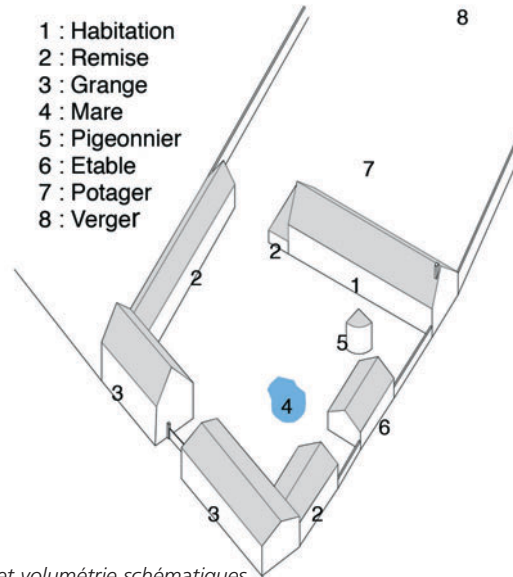 1 : Habitation
2 : Remise
3 : Grange
4 : Mare
5 : Pigeonnier
6 : Etable
7 : Potager
8 : Verger
8
7
2
2
1
5
3
4
6
3
2
et volumétrie schématiques